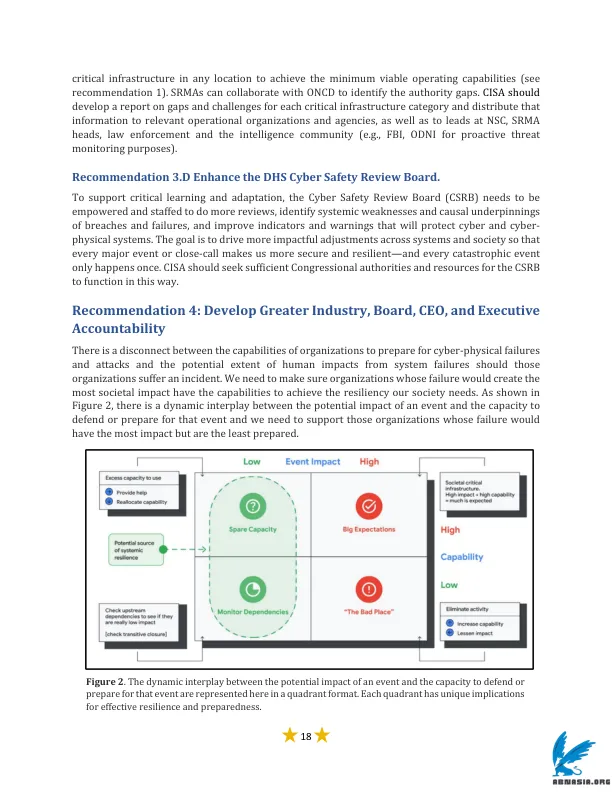 critical infrastructure in any location to achieve the minimum viable operating capabilities (see
recommendation 1). SRMAs can collaborate with ONCD to identify the authority gaps. CISA should
develop a report on gaps and challenges for each critical infrastructure category and distribute that
information to relevant operational organizations and agencies, as well as to leads at NSC, SRMA
heads, law enforcement and the intelligence community (e.g., FBI, ODNI for proactive threat
monitoring purposes).
Recommendation 3.D Enhance the DHS Cyber Safety Review Board.
To support critical learning and adaptation, the Cyber Safety Review Board (CSRB) needs to be
empowered and staffed to do more reviews, identify systemic weaknesses and causal underpinnings
of breaches and failures, and improve indicators and warnings that will protect cyber and cyber-
physical systems. The goal is to drive more impactful adjustments across systems and society so that
every major event or close-call makes us more secure and resilient—and every catastrophic event
only happens once. CISA should seek sufficient Congressional authorities and resources for the CSRB
to function in this way.
Recommendation 4: Develop Greater Industry, Board, CEO, and Executive
Accountability
There is a disconnect between the capabilities of organizations to prepare for cyber-physical failures
and attacks and the potential extent of human impacts from system failures should those
organizations suffer an incident. We need to make sure organizations whose failure would create the
most societal impact have the capabilities to achieve the resiliency our society needs. As shown in
Figure 2, there is a dynamic interplay between the potential impact of an event and the capacity to
defend or prepare for that event and we need to support those organizations whose failure would
have the most impact but are the least prepared.
Low Event Impact High
Excess capacity to use
Provide help
Reallocate capability
Societal critical
infrastructure.
High impact + high capability
= much is expected
Spare Capacity
Big Expectations
High
Potential source
of systemic
resilience
Capability
Low
Monitor Dependencies
"The Bad Place"
Check upstream
dependencies to see if they
are really low impact
[check transitive closure]
Eliminate activity
Increase capability
Lessen impact
Figure 2. The dynamic interplay between the potential impact of an event and the capacity to defend or
prepare for that event are represented here in a quadrant format. Each quadrant has unique implications
for effective resilience and preparedness.
18
ABNASIA.ORG